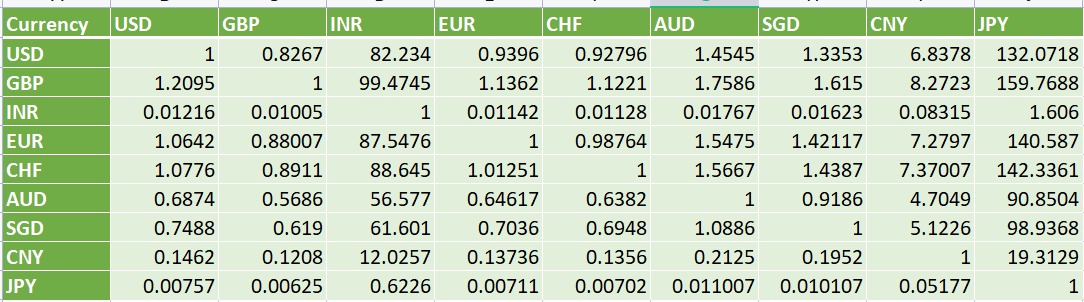 Currency USD GBP INR EUR CHF AUD SGD CNY JPY
USD 1 0.8267 82.234 0.9396 0.92796 1.4545 1.3353 6.8378 132.0718
GBP 1.2095 1 99.4745 1.1362 1.1221 1.7586 1.615 8.2723 159.7688
INR 0.01216 0.01005 1 0.01142 0.01128 0.01767 0.01623 0.08315 1.606
EUR 1.0642 0.88007 87.5476 1 0.98764 1.5475 1.42117 7.2797 140.587
CHF 1.0776 0.8911 88.645 1.01251 1 1.5667 1.4387 7.37007 142.3361
AUD 0.6874 0.5686 56.577 0.64617 0.6382 1 0.9186 4.7049 90.8504
SGD 0.7488 0.619 61.601 0.7036 0.6948 1.0886 1 5.1226 98.9368
CNY 0.1462 0.1208 12.0257 0.13736 0.1356 0.2125 0.1952 1 19.3129
JPY 0.00757 0.00625 0.6226 0.00711 0.00702 0.011007 0.010107 0.05177 1